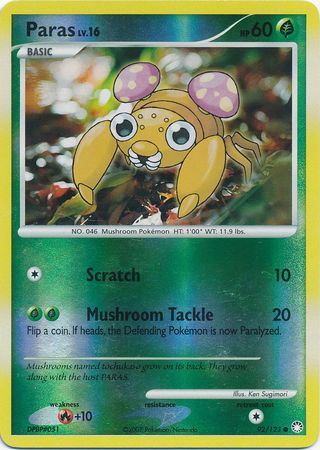 Paras LV.16 HP 60
BASIC
NO. 046 Mushroom Pokémon HT: 1'00" WT: 11.9 lbs.
Scratch 10
Mushroom Tackle 20
Flip a coin. If heads, the Defending Pokémon is now Paralyzed.
Mushrooms named tochukaso grow on its back. They grow
along with the host PARAS.
Illus. Ken Sugimori
weakness resistance retreat cost
+10
DPBP#051 ©2007 Pokémon/Nintendo 92/123